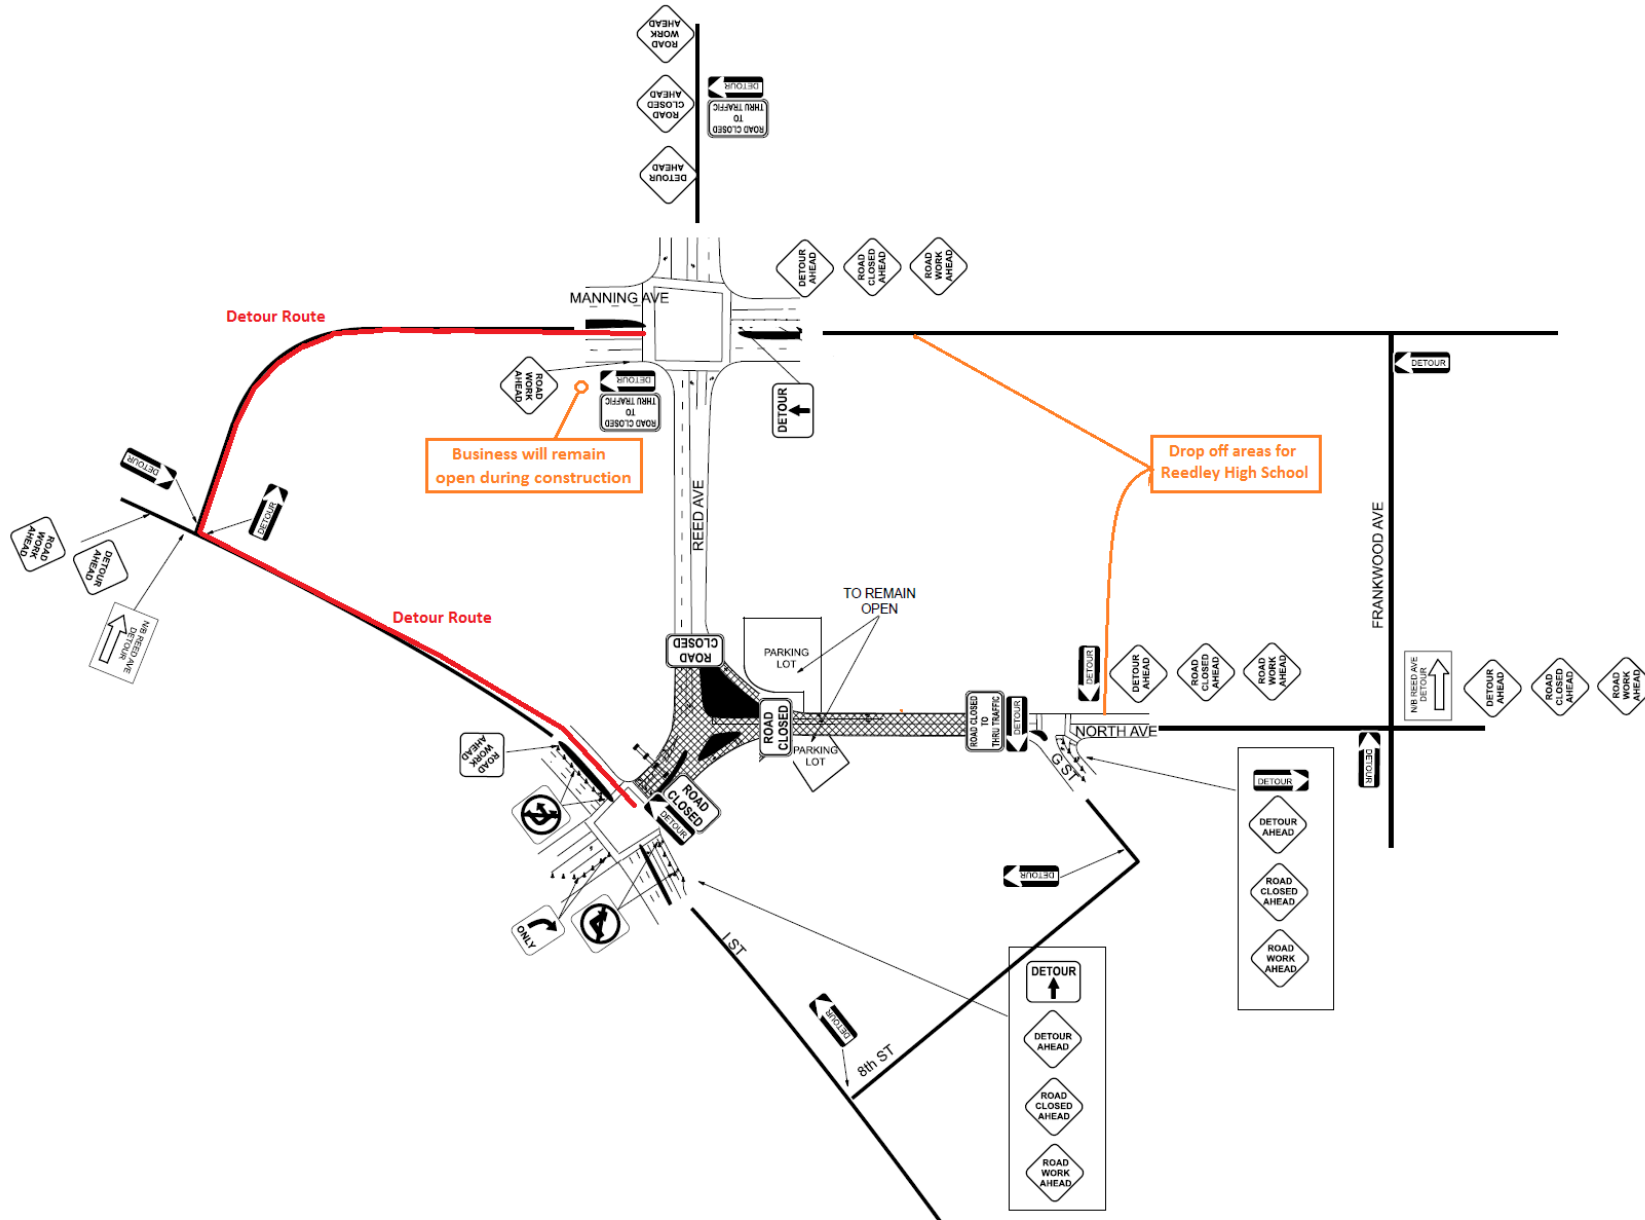 ROAD
WORK
AHEAD
ROAD
CLOSED
AHEAD
DETOUR
ROAD CLOSED
TO
THRU TRAFFIC
DETOUR
AHEAD
DETOUR
AHEAD
ROAD
CLOSED
AHEAD
ROAD
WORK
AHEAD
MANNING AVE
Detour Route
ROAD
WORK
AHEAD
DETOUR
ROAD CLOSED
TO
THRU TRAFFIC
DETOUR
DETOUR
Business will remain
open during construction
Drop off areas for
Reedley High School
DETOUR
DETOUR
ROAD
WORK
AHEAD
DETOUR
AHEAD
REED AVE
FRANKWOOD AVE
N/B REED AVE
DETOUR
Detour Route
TO REMAIN
OPEN
ROAD
CLOSED
PARKING
LOT
DETOUR
DETOUR
AHEAD
ROAD
CLOSED
AHEAD
ROAD
WORK
AHEAD
N/B REED AVE
DETOUR
DETOUR
AHEAD
ROAD
CLOSED
AHEAD
ROAD
WORK
AHEAD
ROAD
CLOSED
ROAD CLOSED
TO
THRU TRAFFIC
DETOUR
NORTH AVE
ROAD
WORK
AHEAD
PARKING
LOT
G ST
DETOUR
ROAD
CLOSED
DETOUR
DETOUR
DETOUR
AHEAD
ROAD
CLOSED
AHEAD
ROAD
WORK
AHEAD
DETOUR
ONLY
I ST
DETOUR
8th ST
DETOUR
DETOUR
AHEAD
ROAD
CLOSED
AHEAD
ROAD
WORK
AHEAD